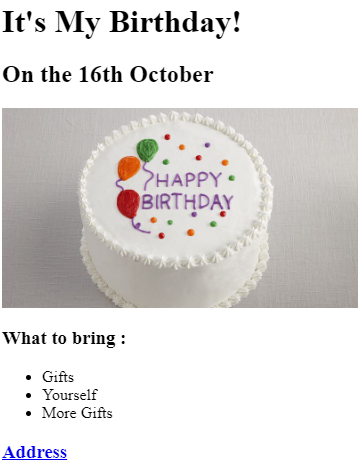 It's My Birthday!
On the 16th October
HAPPY
BIRTHDAY
What to bring :
Gifts
Yourself
More Gifts
Address